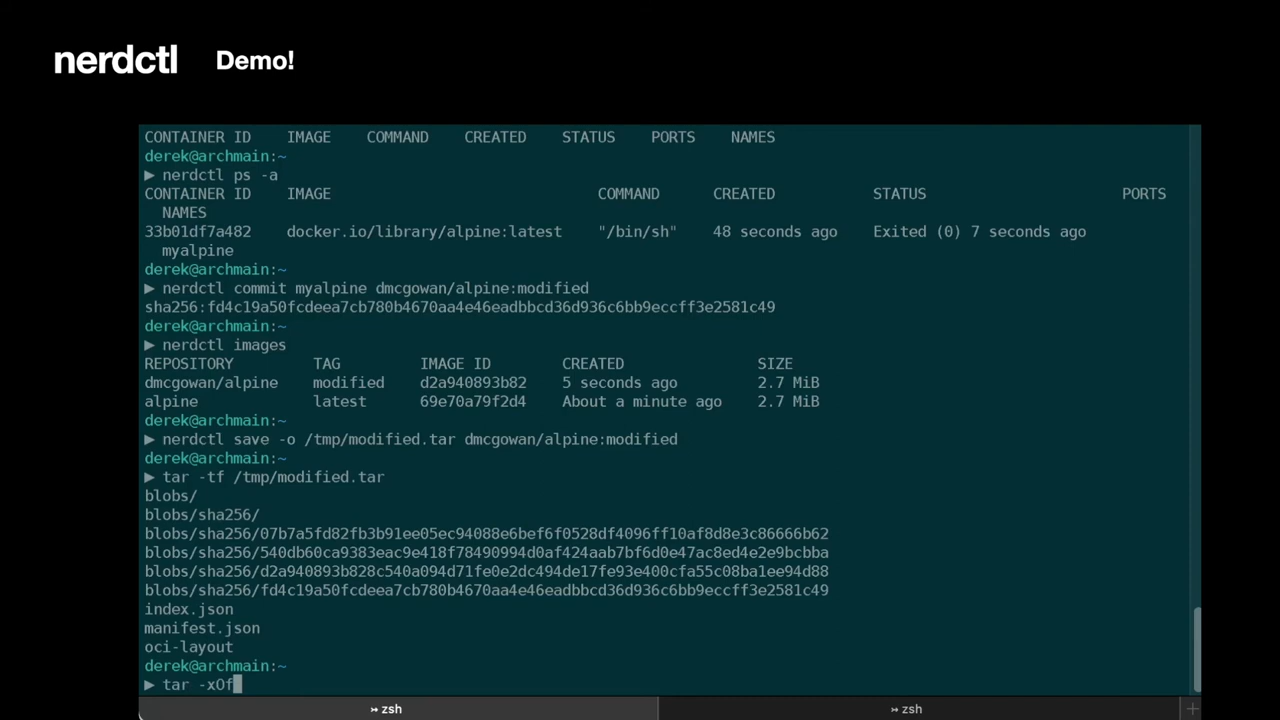 nerdctl Demo!
CONTAINER ID IMAGE COMMAND CREATED STATUS PORTS NAMES
derek@archmain:~
▶ nerdctl ps -a
CONTAINER ID IMAGE COMMAND CREATED STATUS PORTS
NAMES
33b01df7a482 docker.io/library/alpine:latest "/bin/sh" 48 seconds ago Exited (0) 7 seconds ago
myalpine
derek@archmain:~
▶ nerdctl commit myalpine dmcgowan/alpine:modified
sha256:fd4c19a50fcdeea7cb780b4670aa4e46eadbbcd36d936c6bb9eccff3e2581c49
derek@archmain:~
▶ nerdctl images
REPOSITORY TAG IMAGE ID CREATED SIZE
dmcgowan/alpine modified d2a940893b82 5 seconds ago 2.7 MiB
alpine latest 69e70a79f2d4 About a minute ago 2.7 MiB
derek@archmain:~
▶ nerdctl save -o /tmp/modified.tar dmcgowan/alpine:modified
derek@archmain:~
▶ tar -tf /tmp/modified.tar
blobs/
blobs/sha256/
blobs/sha256/07b7a5fd82fb3b91ee05ec94088e6bef6f0528df4096ff10af8d8e3c86666b62
blobs/sha256/540db60ca9383eac9e418f78490994d0af424aab7bf6d0e47ac8ed4e2e9bcbba
blobs/sha256/d2a940893b828c540a094d71fe0e2dc494de17fe93e400cfa55c08ba1ee94d88
blobs/sha256/fd4c19a50fcdeea7cb780b4670aa4e46eadbbcd36d936c6bb9eccff3e2581c49
index.json
manifest.json
oci-layout
derek@archmain:~
▶ tar -xOf
zsh zsh